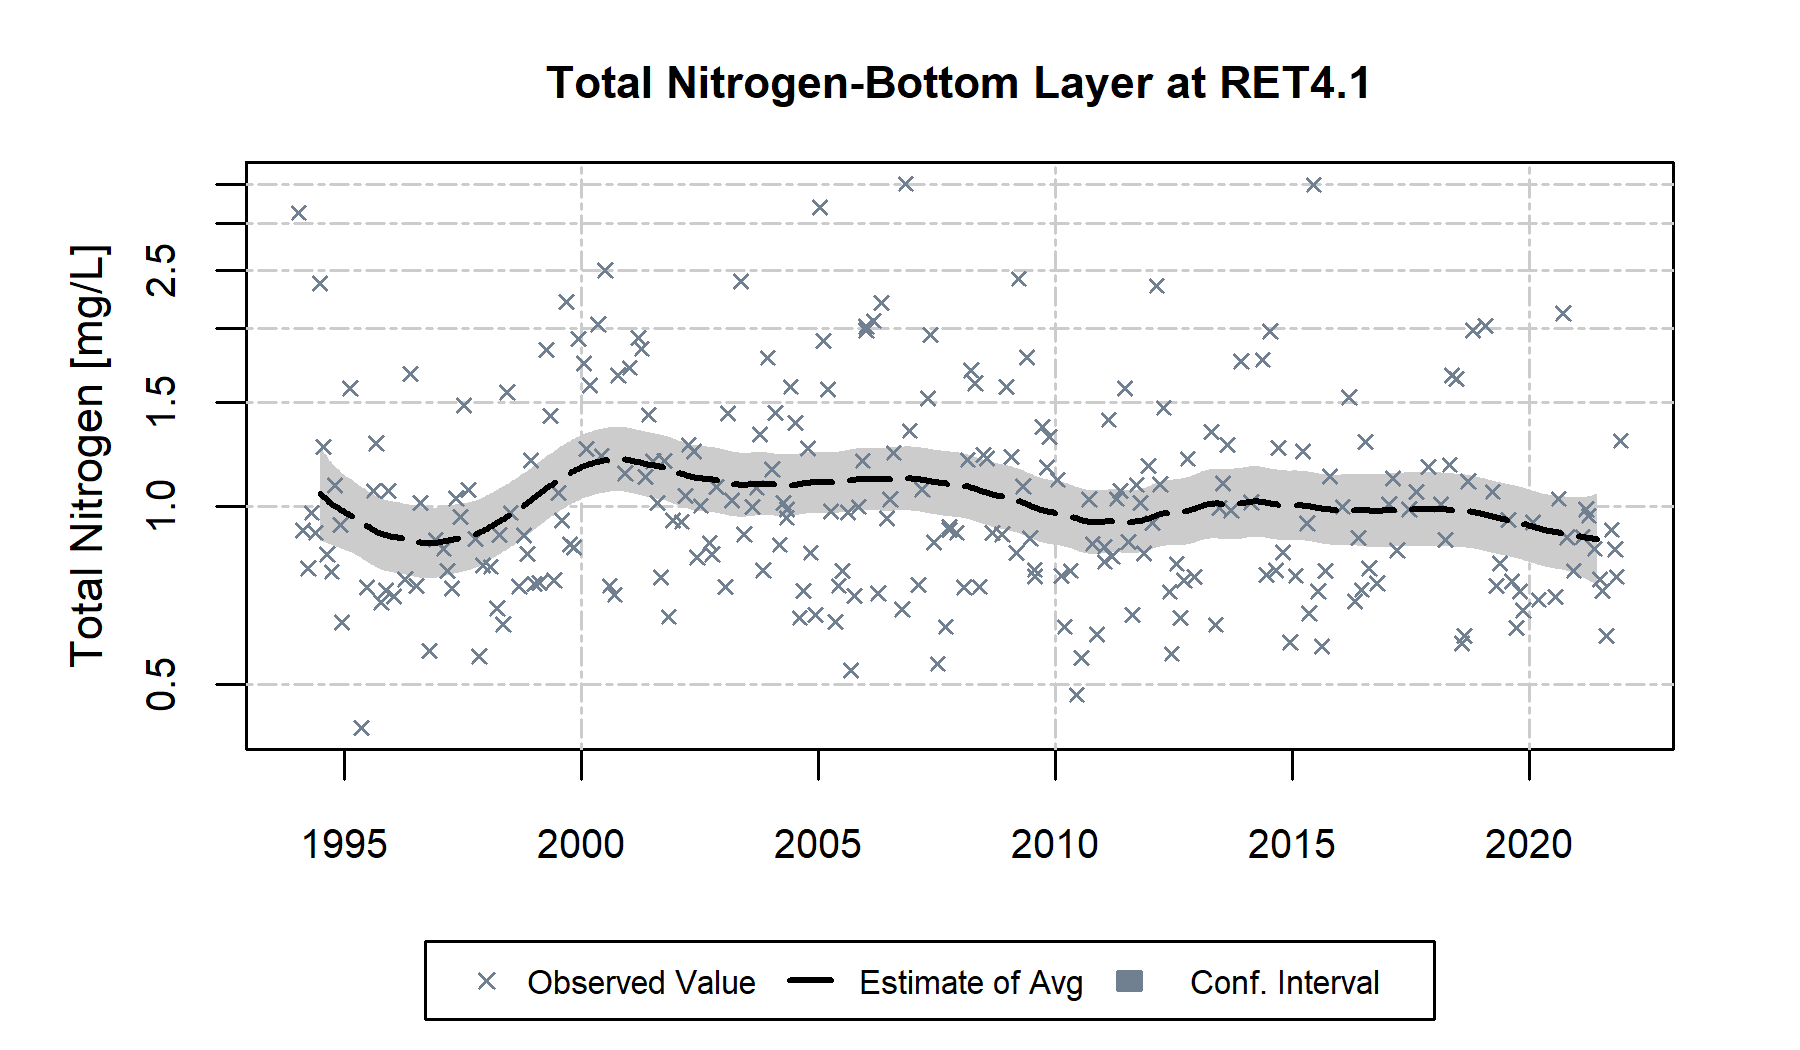 Total Nitrogen-Bottom Layer at RET4.1
Total Nitrogen [mg/L]
2.5
1.5
1.0
0.5
1995 2000 2005 2010 2015 2020
Observed Value Estimate of Avg Conf. Interval